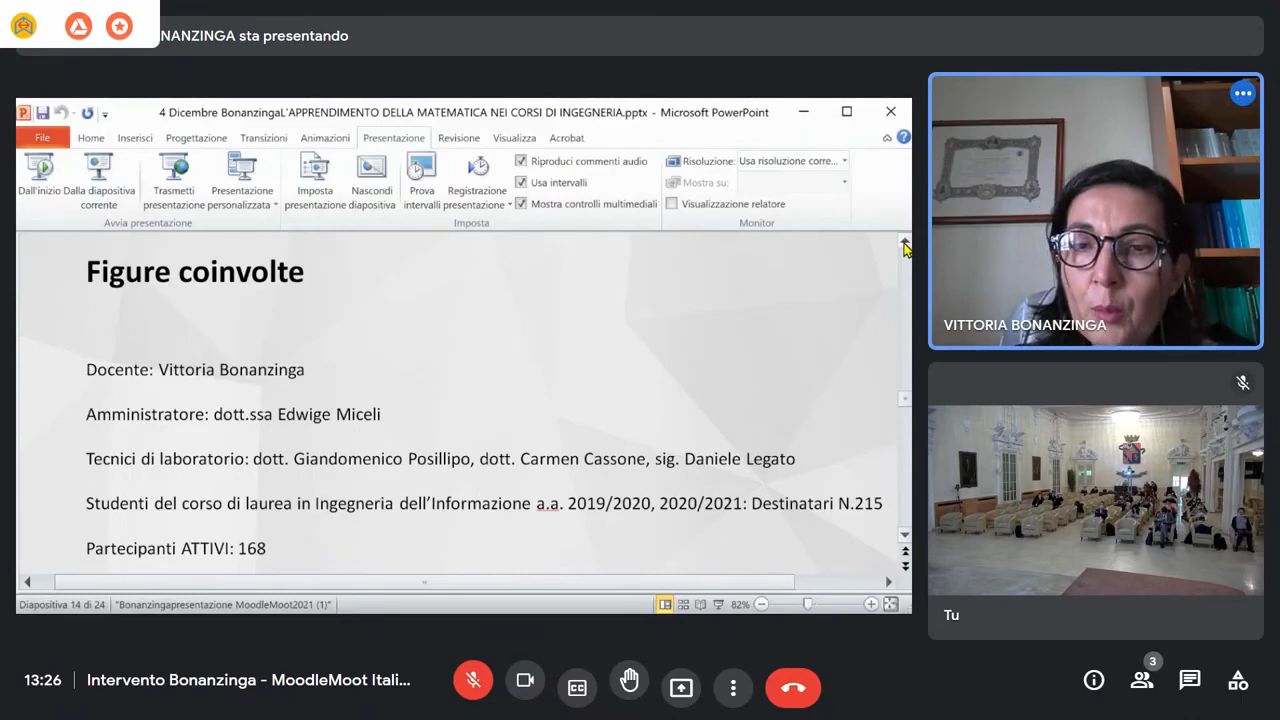 NANZINGA sta presentando
4 Dicembre BonanzingaL'APPRENDIMENTO DELLA MATEMATICA NEI CORSI DI INGEGNERIA.pptx - Microsoft PowerPoint
File Home Inserisci Progettazione Transizioni Animazioni Presentazione Revisione Visualizza Acrobat
Dall'inizio
Dalla diapositiva corrente
Trasmetti presentazione
Presentazione personalizzata
Avvia presentazione
Imposta presentazione
Nascondi diapositiva
Prova intervalli
Registrazione presentazione
Riproduci commenti audio
Usa intervalli
Mostra controlli multimediali
Imposta
Risoluzione: Usa risoluzione corre...
Mostra su:
Visualizzazione relatore
Monitor
Figure coinvolte
Docente: Vittoria Bonanzinga
Amministratore: dott.ssa Edwige Miceli
Tecnici di laboratorio: dott. Giandomenico Posillipo, dott. Carmen Cassone, sig. Daniele Legato
Studenti del corso di laurea in Ingegneria dell'Informazione a.a. 2019/2020, 2020/2021: Destinatari N.215
Partecipanti ATTIVI: 168
Diapositiva 14 di 24 "Bonanzingapresentazione MoodleMoot2021 (1)" 82%
VITTORIA BONANZINGA
Tu
13:26 Intervento Bonanzinga - MoodleMoot Itali...
CC
3